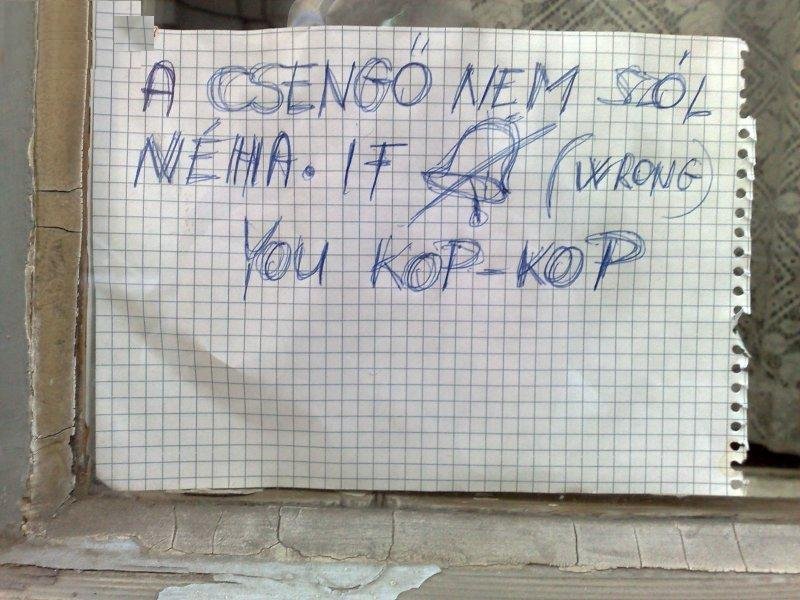 A CSENGŐ NEM SZÓL
NÉHA. IF (WRONG)
YOU KOP-KOP